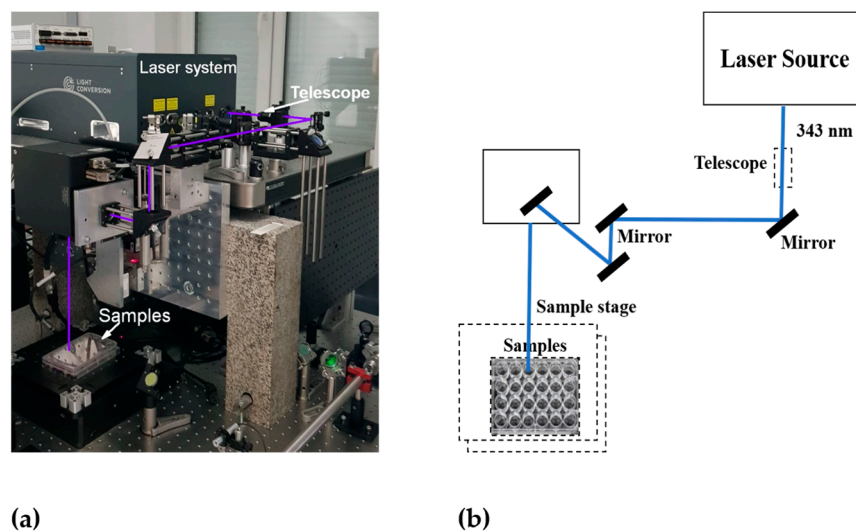 LIGHT
CONVERSION
Laser system
Telescope
Samples
(a)
Laser Source
343 nm
Telescope
Mirror
Mirror
Sample stage
Samples
(b)